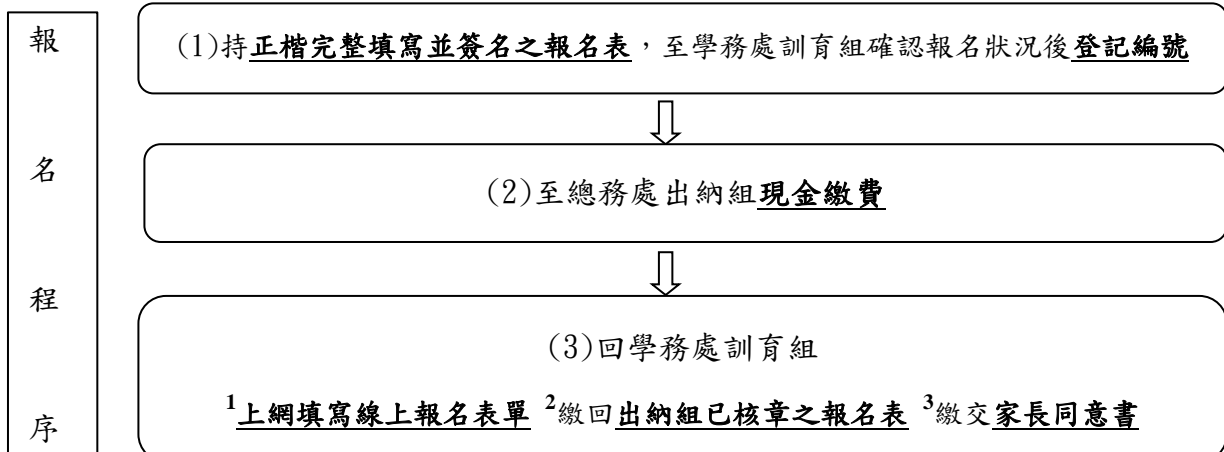 報名程序
(1)持正楷完整填寫並簽名之報名表，至學務處訓育組確認報名狀況後登記編號
(2)至總務處出納組現金繳費
(3)回學務處訓育組
1上網填寫線上報名表單 2繳回出納組已核章之報名表 3繳交家長同意書